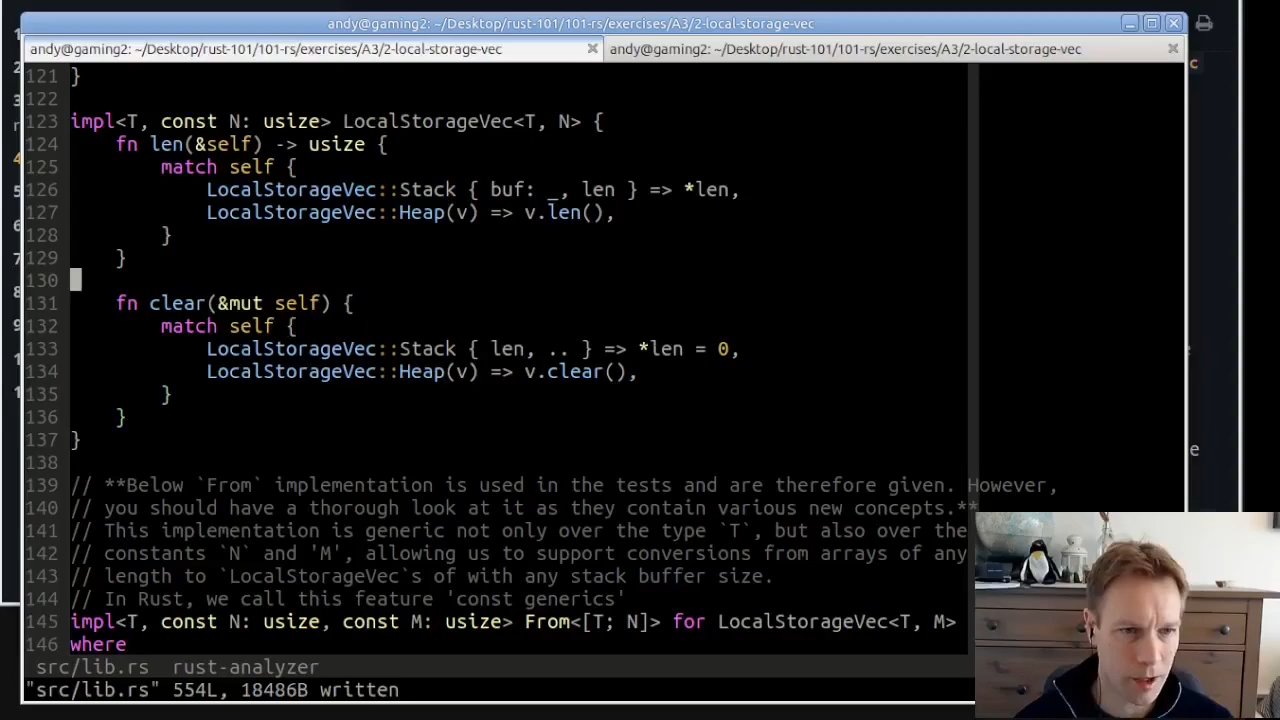 andy@gaming2: ~/Desktop/rust-101/101-rs/exercises/A3/2-local-storage-vec
andy@gaming2: ~/Desktop/rust-101/101-rs/exercises/A3/2-local-storage-vec
andy@gaming2: ~/Desktop/rust-101/101-rs/exercises/A3/2-local-storage-vec
121 }
122
123 impl<T, const N: usize> LocalStorageVec<T, N> {
124     fn len(&self) -> usize {
125         match self {
126             LocalStorageVec::Stack { buf: _, len } => *len,
127             LocalStorageVec::Heap(v) => v.len(),
128         }
129     }
130
131     fn clear(&mut self) {
132         match self {
133             LocalStorageVec::Stack { len, .. } => *len = 0,
134             LocalStorageVec::Heap(v) => v.clear(),
135         }
136     }
137 }
138
139 // **Below `From` implementation is used in the tests and are therefore given. However,
140 // you should have a thorough look at it as they contain various new concepts.**
141 // This implementation is generic not only over the type `T`, but also over the
142 // constants `N` and 'M', allowing us to support conversions from arrays of any
143 // length to `LocalStorageVec`s of with any stack buffer size.
144 // In Rust, we call this feature 'const generics'
145 impl<T, const N: usize, const M: usize> From<[T; N]> for LocalStorageVec<T, M>
146 where
src/lib.rs  rust-analyzer
"src/lib.rs" 554L, 18486B written